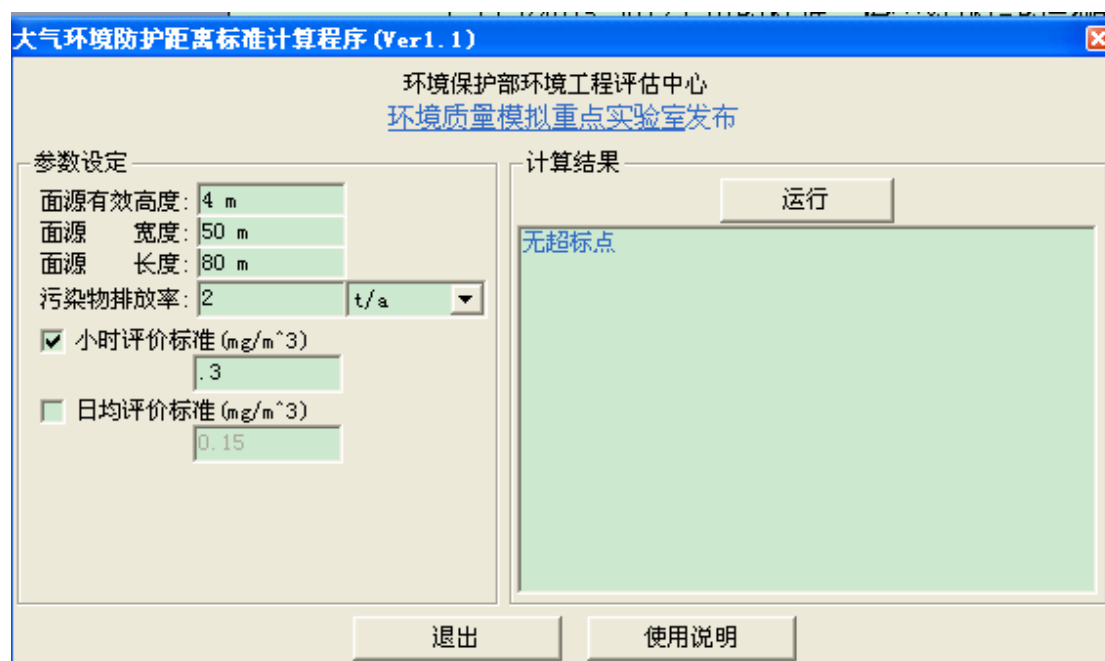 大气环境防护距离标准计算程序(Ver1.1)
环境保护部环境工程评估中心
环境质量模拟重点实验室发布
参数设定
面源有效高度: 4 m
面源 宽度: 50 m
面源 长度: 80 m
污染物排放率: 2 t/a
小时评价标准(mg/m^3)
.3
日均评价标准(mg/m^3)
0.15
计算结果
运行
无超标点
退出
使用说明